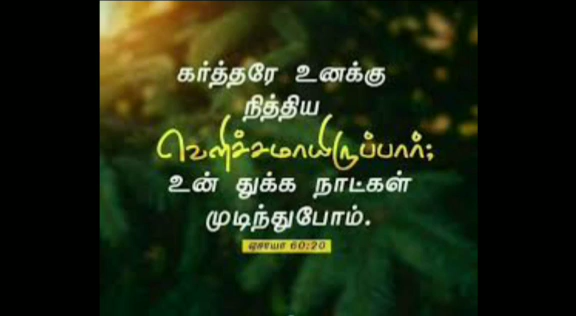 கர்த்தரே உனக்கு
நித்திய
வெளிச்சமாயிருப்பார்;
உன் துக்க நாட்கள்
முடிந்துபோம்.
ஏசாயா 60:20